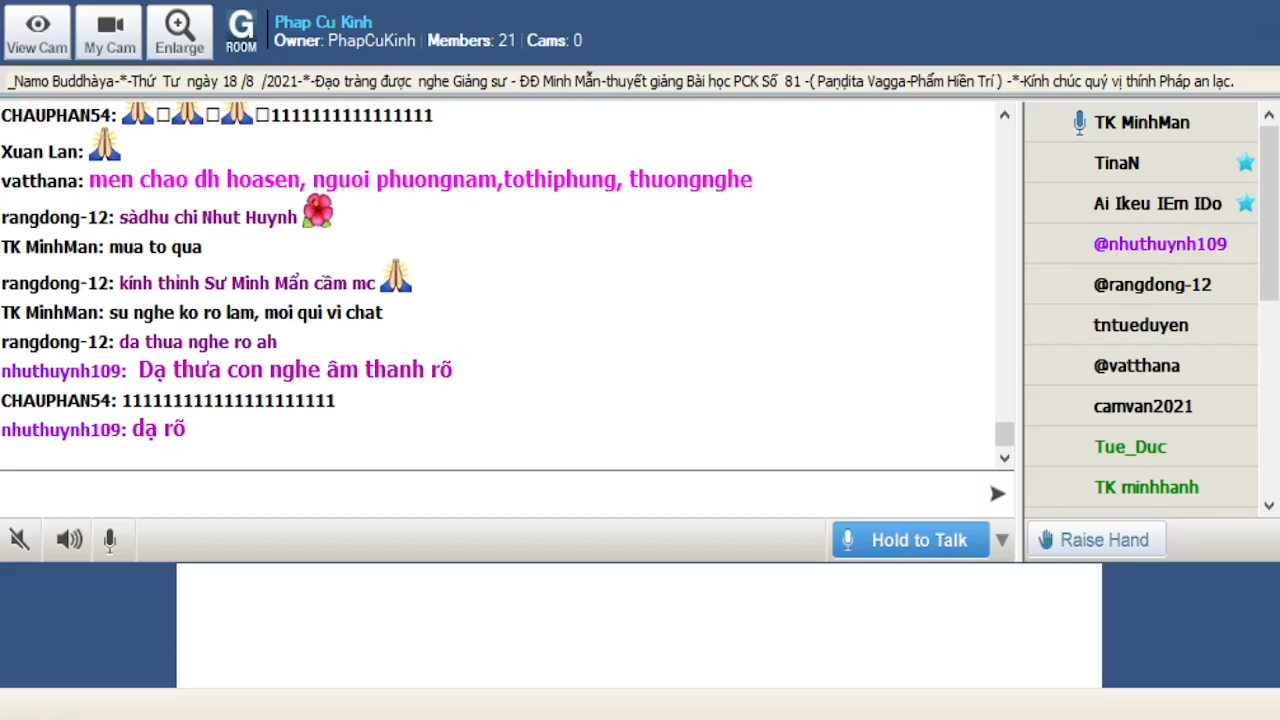 View Cam
My Cam
Enlarge
G
ROOM
Phap Cu Kinh
Owner: PhapCuKinh | Members: 21 | Cams: 0
_Namo Buddhàya-*-Thứ Tư ngày 18 /8 /2021-*-Đạo tràng được nghe Giảng sư - ĐĐ Minh Mẫn-thuyết giảng Bài học PCK Số 81 -( Paṇḍita Vagga-Phẩm Hiền Trí ) -*-Kính chúc quý vị thính Pháp an lạc.
CHAUPHAN54: 🙏□🙏□🙏□1111111111111111
Xuan Lan: 🙏
vatthana: men chao dh hoasen, nguoi phuongnam,tothiphung, thuongnghe
rangdong-12: sàdhu chi Nhut Huynh 🌺
TK MinhMan: mua to qua
rangdong-12: kính thỉnh Sư Minh Mẩn cầm mc 🙏
TK MinhMan: su nghe ko ro lam, moi qui vi chat
rangdong-12: da thua nghe ro ah
nhuthuynh109: Dạ thưa con nghe âm thanh rõ
CHAUPHAN54: 111111111111111111111
nhuthuynh109: dạ rõ
TK MinhMan
TinaN
Ai Ikeu IEm IDo
@nhuthuynh109
@rangdong-12
tntueduyen
@vatthana
camvan2021
Tue_Duc
TK minhhanh
Hold to Talk
Raise Hand